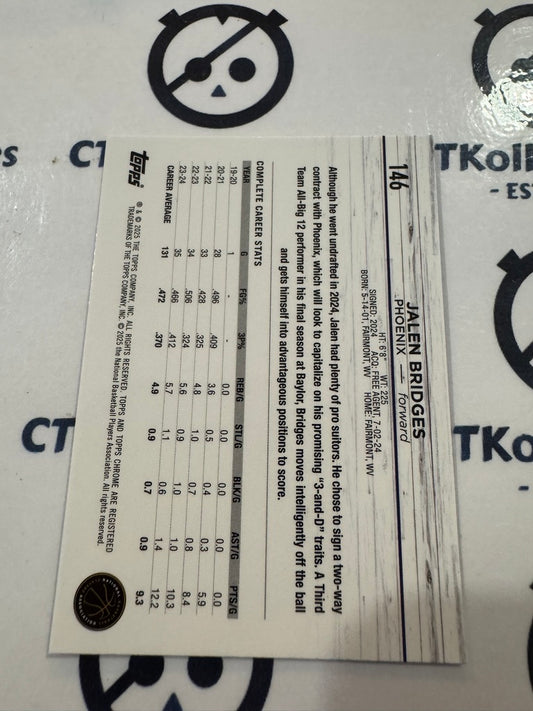 TKoll
- ES
CT
TKolle
CT
146
JALEN BRIDGES
PHOENIX — forward
HT: 6'8" WT: 225
SIGNED: 2024 ACQ: FREE AGENT, 7-02-24
BORN: 5-14-01, FAIRMONT, WV HOME: FAIRMONT, WV
Although he went undrafted in 2024, Jalen had plenty of pro suitors. He chose to sign a two-way
contract with Phoenix, which will look to capitalize on his promising "3-and-D" traits. A Third
Team All-Big 12 performer in his final season at Baylor, Bridges moves intelligently off the ball
and gets himself into advantageous positions to score.
COMPLETE CAREER STATS
YEAR G FG% 3P% REB/G STL/G BLK/G AST/G PTS/G
19-20 1 - - 0.0 0.0 0.0 0.0 0.0
20-21 28 .496 .409 3.6 0.5 0.4 0.3 5.9
21-22 33 .428 .325 4.8 1.0 0.7 0.7 8.4
22-23 34 .506 .324 5.6 0.9 1.0 1.0 10.3
23-24 35 .466 .412 5.7 1.1 0.6 1.4 12.2
CAREER AVERAGE 131 .472 .370 4.9 0.9 0.7 0.9 9.3
Topps
® & © 2025 THE TOPPS COMPANY, INC. ALL RIGHTS RESERVED. TOPPS AND TOPPS CHROME ARE REGISTERED
TRADEMARKS OF THE TOPPS COMPANY, INC. © 2025 the National Basketball Players Association. All rights reserved.